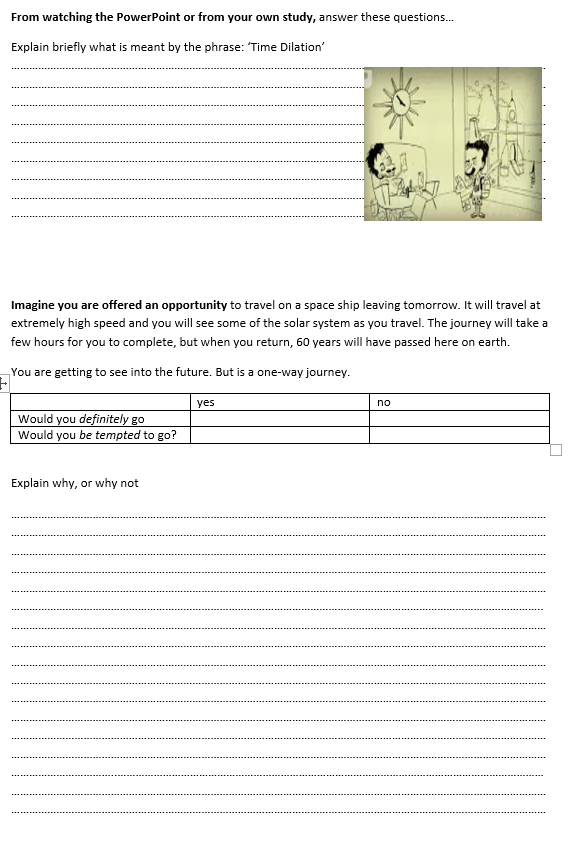 From watching the PowerPoint or from your own study, answer these questions...
Explain briefly what is meant by the phrase: ‘Time Dilation’
Imagine you are offered an opportunity to travel on a space ship leaving tomorrow. It will travel at
extremely high speed and you will see some of the solar system as you travel. The journey will take a
few hours for you to complete, but when you return, 60 years will have passed here on earth.
You are getting to see into the future. But is a one-way journey.
yes no
Would you definitely go
Would you be tempted to go?
Explain why, or why not